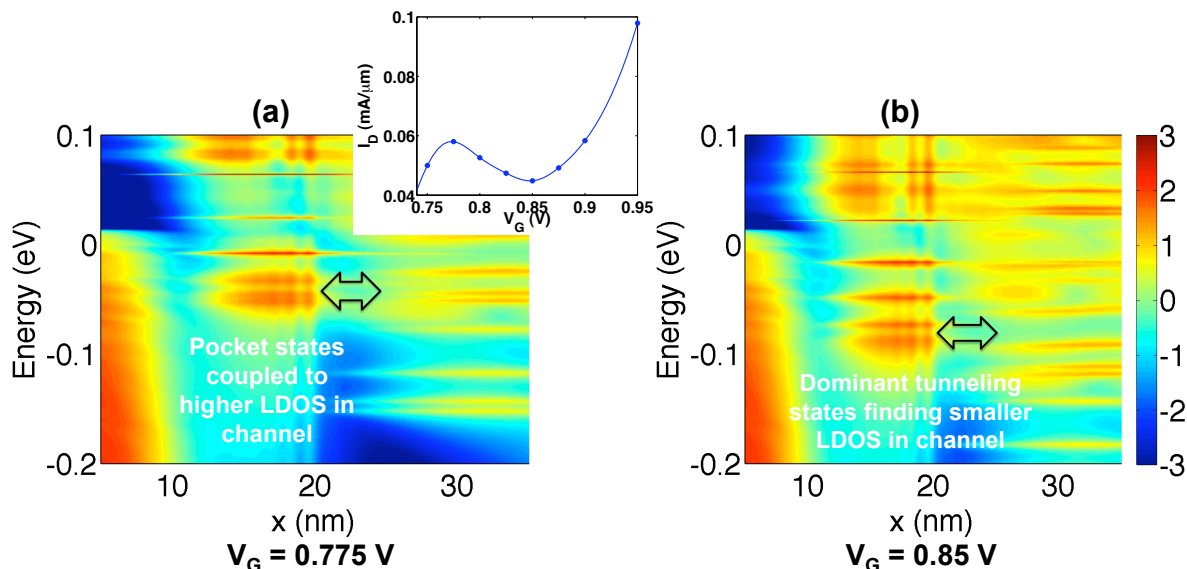 0.1
0.08
0.06
0.04
I_D (mA/μm)
0.75
0.8
0.85
0.9
0.95
V_G (V)
(a)
0.1
0
-0.1
-0.2
Energy (eV)
Pocket states
coupled to
higher LDOS in
channel
10
20
30
x (nm)
V_G = 0.775 V
(b)
0.1
0
-0.1
-0.2
Energy (eV)
Dominant tunneling
states finding smaller
LDOS in channel
10
20
30
x (nm)
V_G = 0.85 V
3
2
1
0
-1
-2
-3